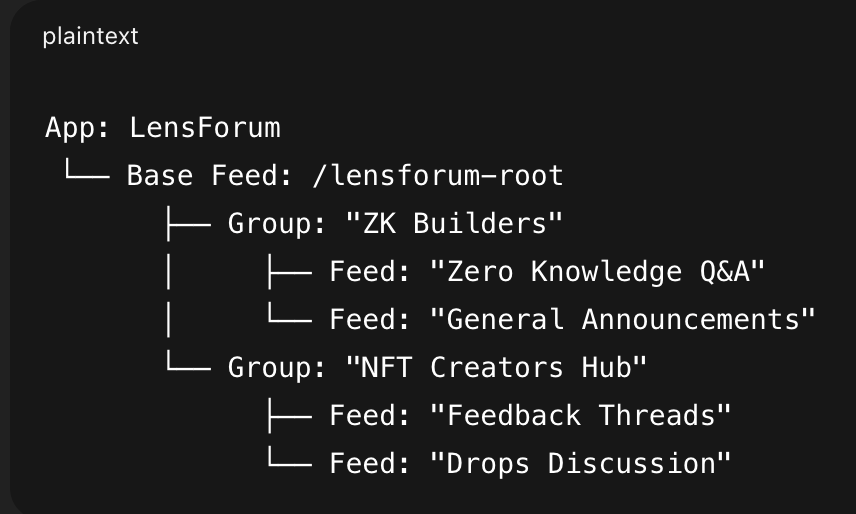 plaintext
App: LensForum
└── Base Feed: /lensforum-root
      ├── Group: "ZK Builders"
      │     ├── Feed: "Zero Knowledge Q&A"
      │     └── Feed: "General Announcements"
      └── Group: "NFT Creators Hub"
            ├── Feed: "Feedback Threads"
            └── Feed: "Drops Discussion"